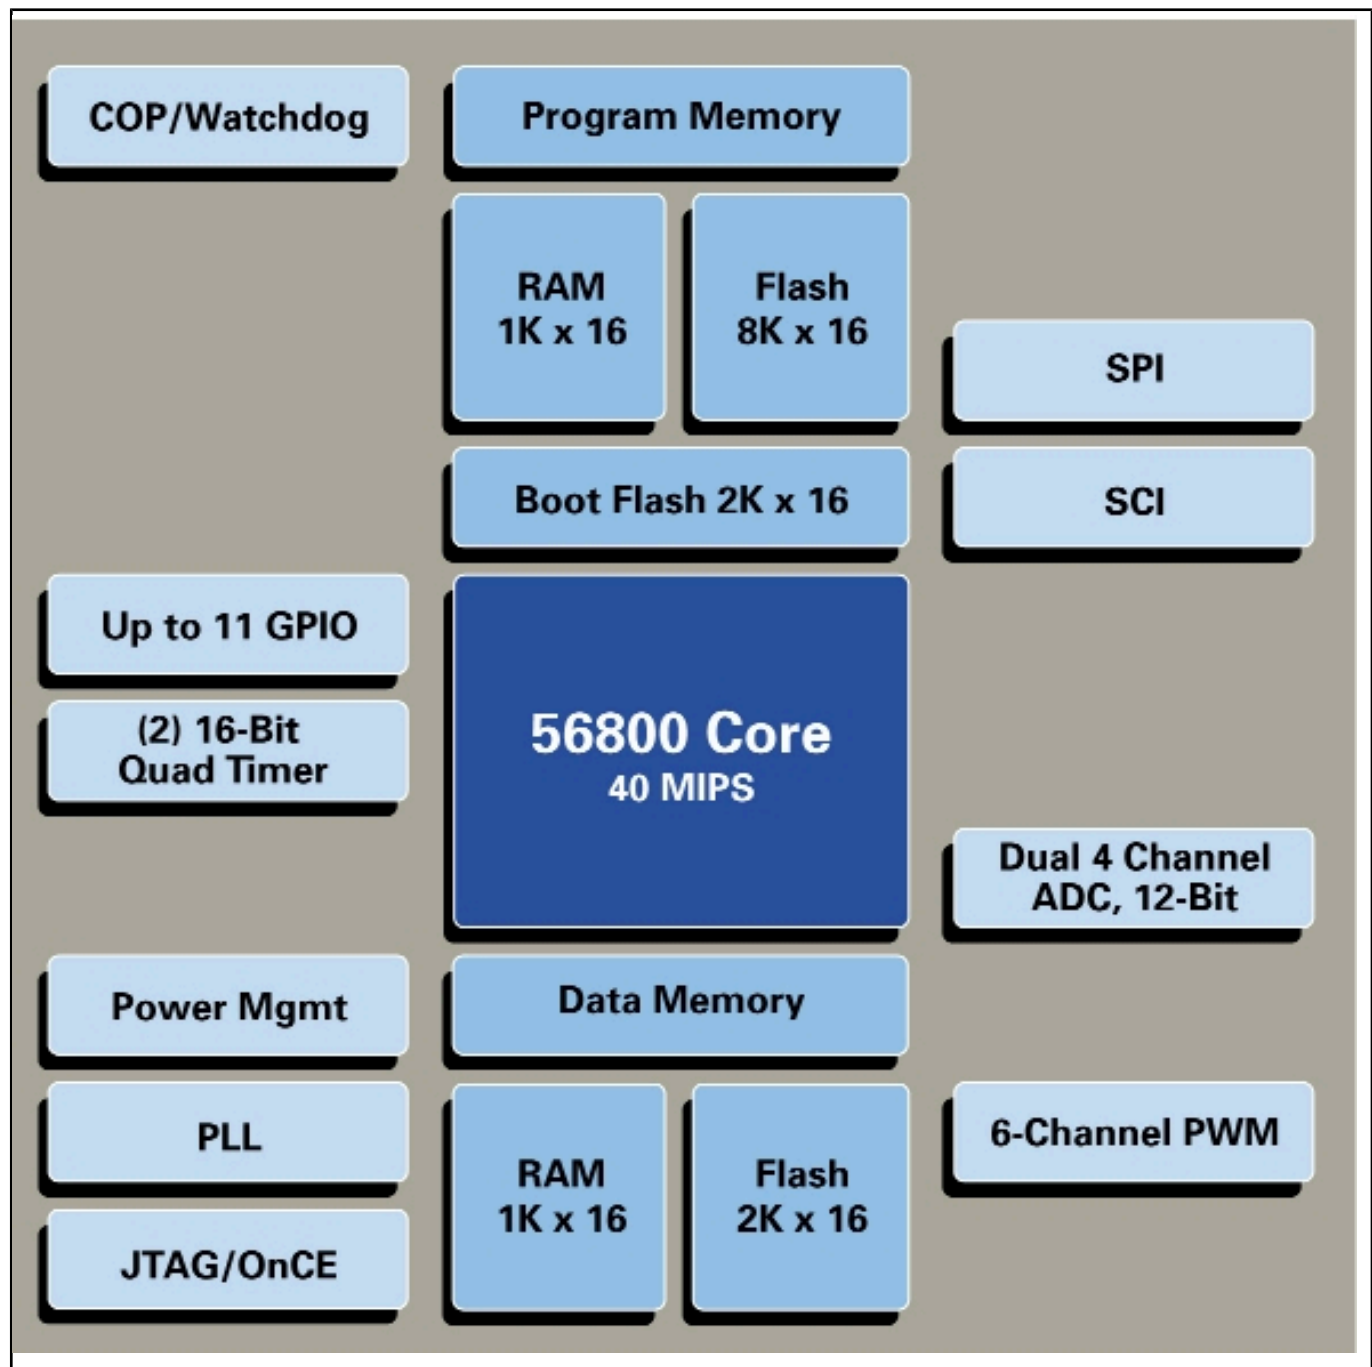 COP/Watchdog
Program Memory
RAM
1K x 16
Flash
8K x 16
SPI
Boot Flash 2K x 16
SCI
Up to 11 GPIO
(2) 16-Bit
Quad Timer
56800 Core
40 MIPS
Dual 4 Channel
ADC, 12-Bit
Power Mgmt
Data Memory
PLL
RAM
1K x 16
Flash
2K x 16
6-Channel PWM
JTAG/OnCE